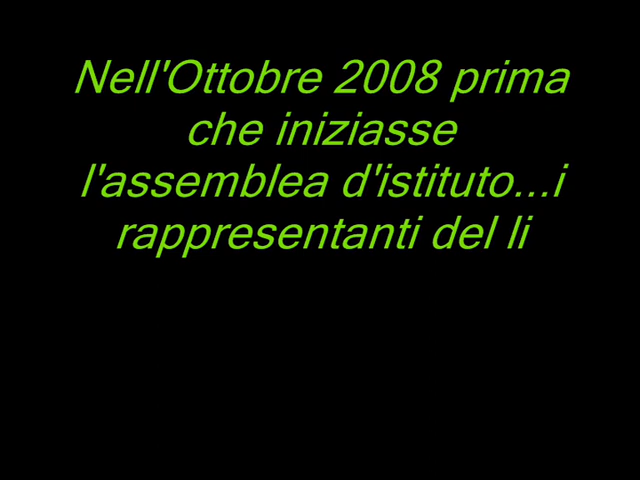 Nell'Ottobre 2008 prima
che iniziasse
l'assemblea d'istituto...i
rappresentanti del li